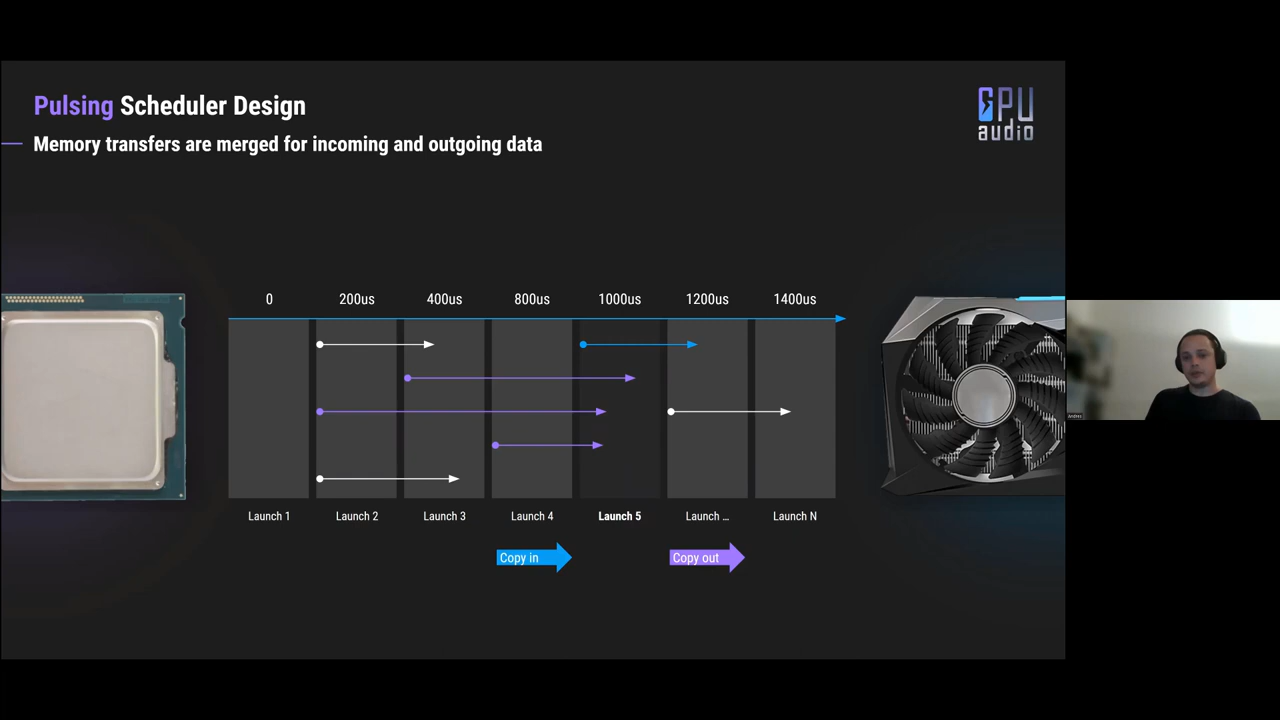 Pulsing Scheduler Design
Memory transfers are merged for incoming and outgoing data
GPU
audio
0 200us 400us 800us 1000us 1200us 1400us
Launch 1 Launch 2 Launch 3 Launch 4 Launch 5 Launch ... Launch N
Copy in Copy out